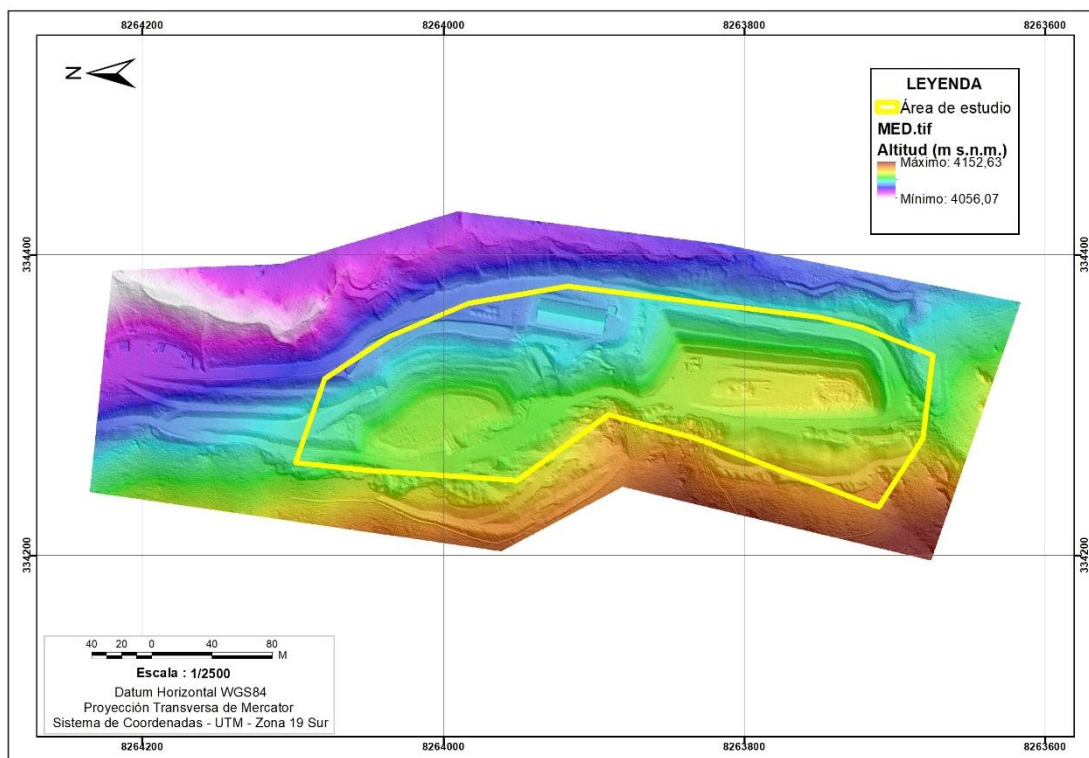 8264200 8264000 8263800 8263600
N
LEYENDA
Área de estudio
MED.tif
Altitud (m s.n.m.)
Máximo: 4152,63
Mínimo: 4056,07
334400 334400
334200 334200
40 20 0 40 80
M
Escala : 1/2500
Datum Horizontal WGS84
Proyección Transversa de Mercator
Sistema de Coordenadas - UTM - Zona 19 Sur
8264200 8264000 8263800 8263600